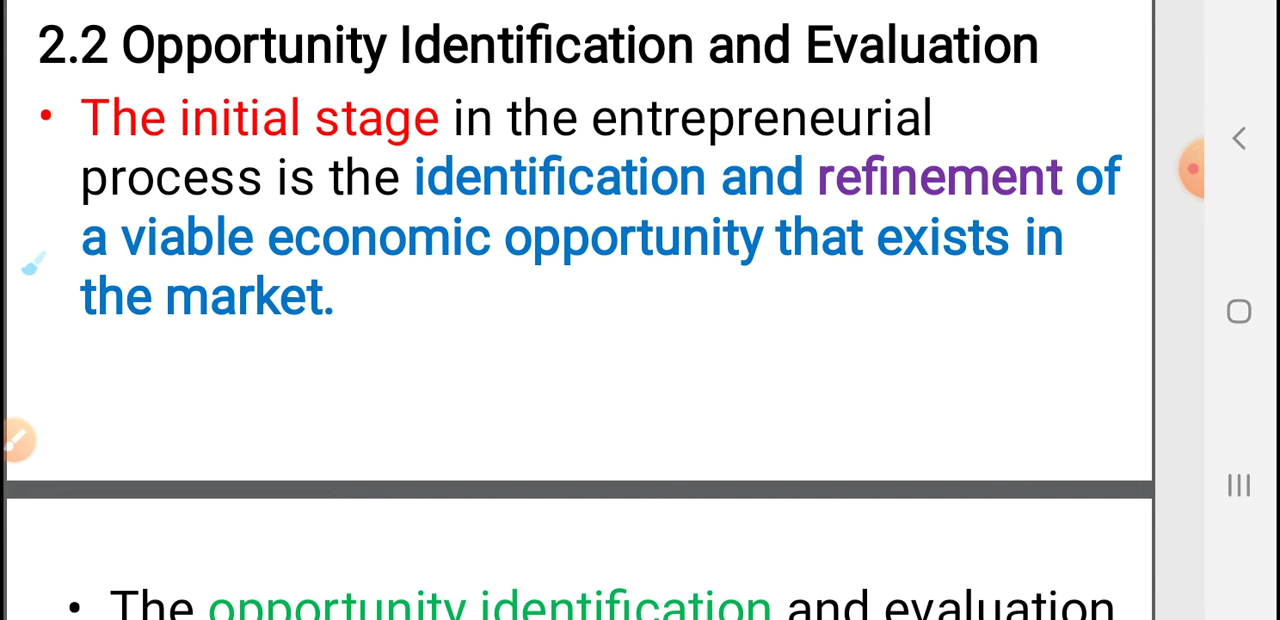 2.2 Opportunity Identification and Evaluation
• The initial stage in the entrepreneurial
process is the identification and refinement of
a viable economic opportunity that exists in
the market.
• The opportunity identification and evaluation